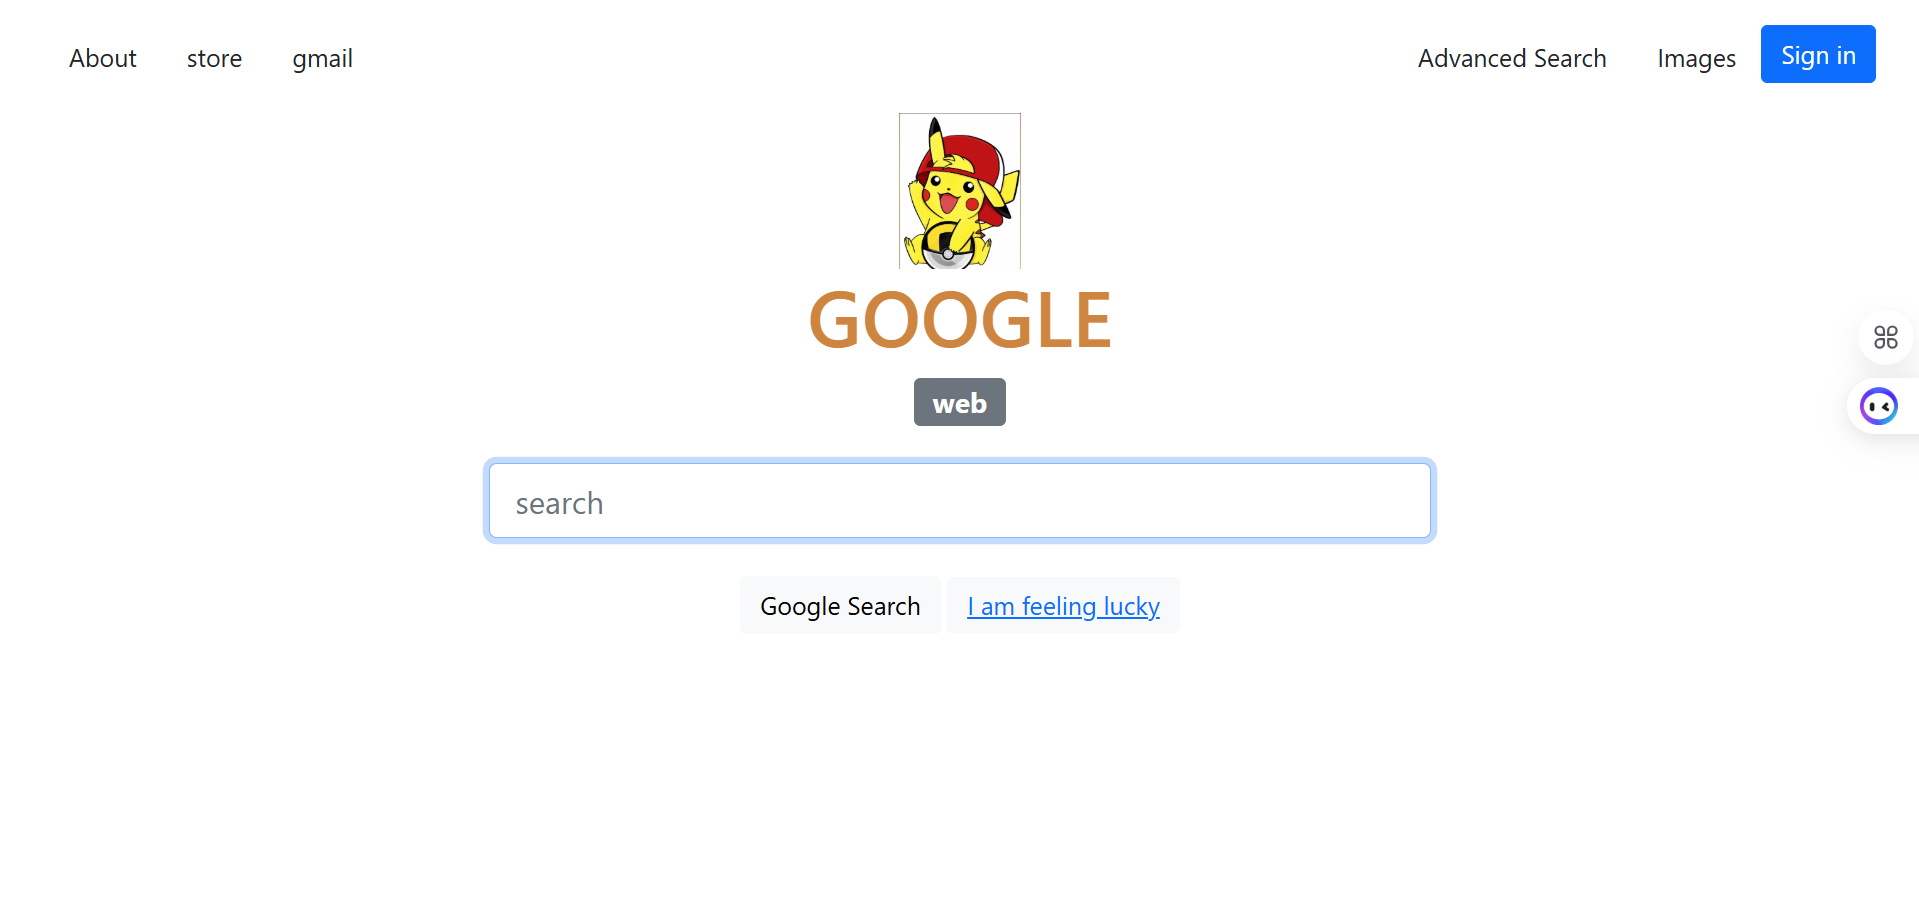 About store gmail Advanced Search Images Sign in
GOOGLE
web
search
Google Search I am feeling lucky